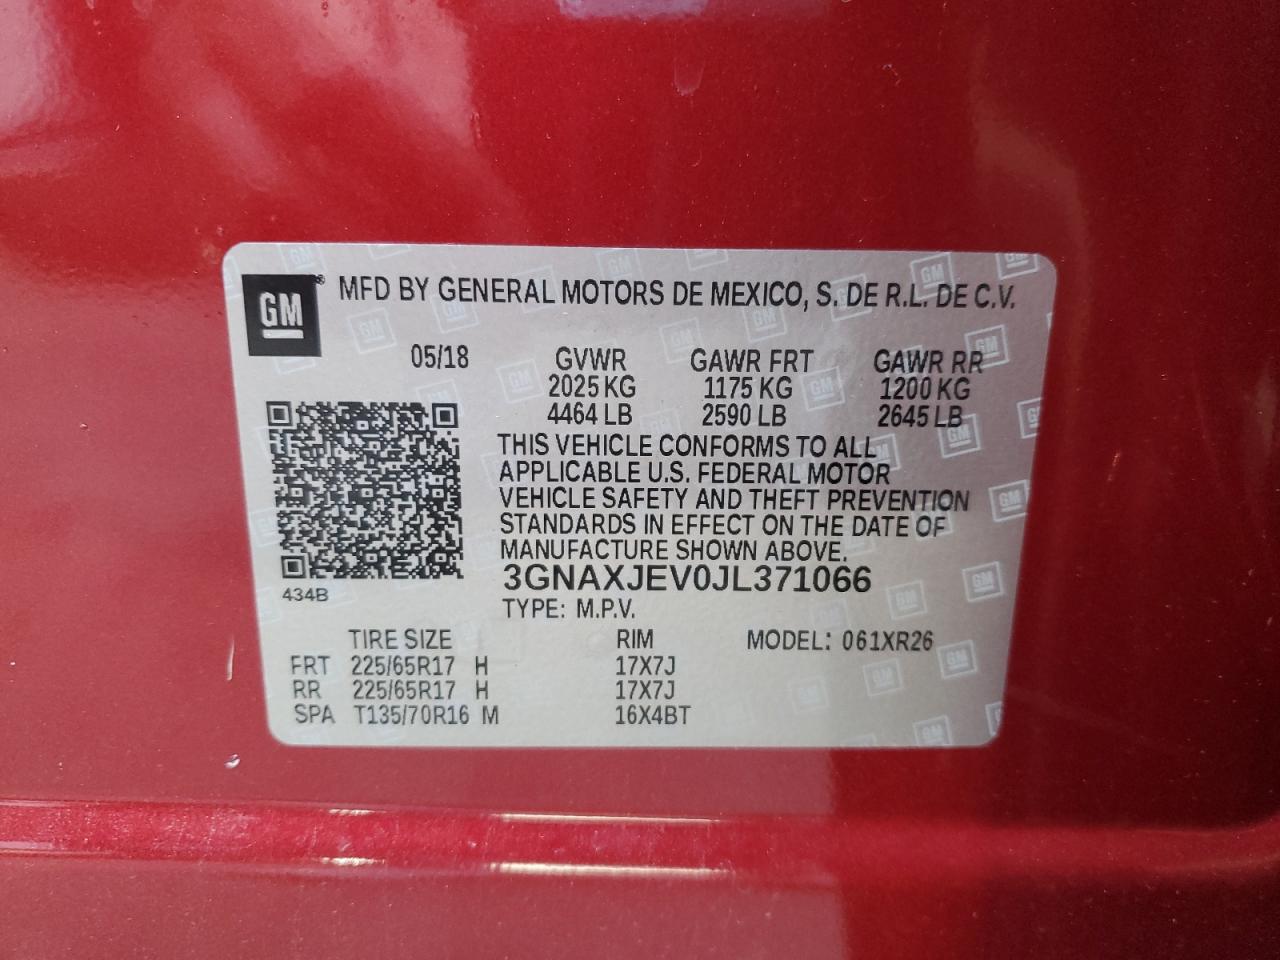 GM® MFD BY GENERAL MOTORS DE MEXICO, S. DE R.L. DE C.V.
05/18 GVWR GAWR FRT GAWR RR
2025 KG 1175 KG 1200 KG
4464 LB 2590 LB 2645 LB
THIS VEHICLE CONFORMS TO ALL
APPLICABLE U.S. FEDERAL MOTOR
VEHICLE SAFETY AND THEFT PREVENTION
STANDARDS IN EFFECT ON THE DATE OF
MANUFACTURE SHOWN ABOVE.
3GNAXJEV0JL371066
434B
TYPE: M.P.V.
TIRE SIZE RIM MODEL: 061XR26
FRT 225/65R17 H 17X7J
RR 225/65R17 H 17X7J
SPA T135/70R16 M 16X4BT